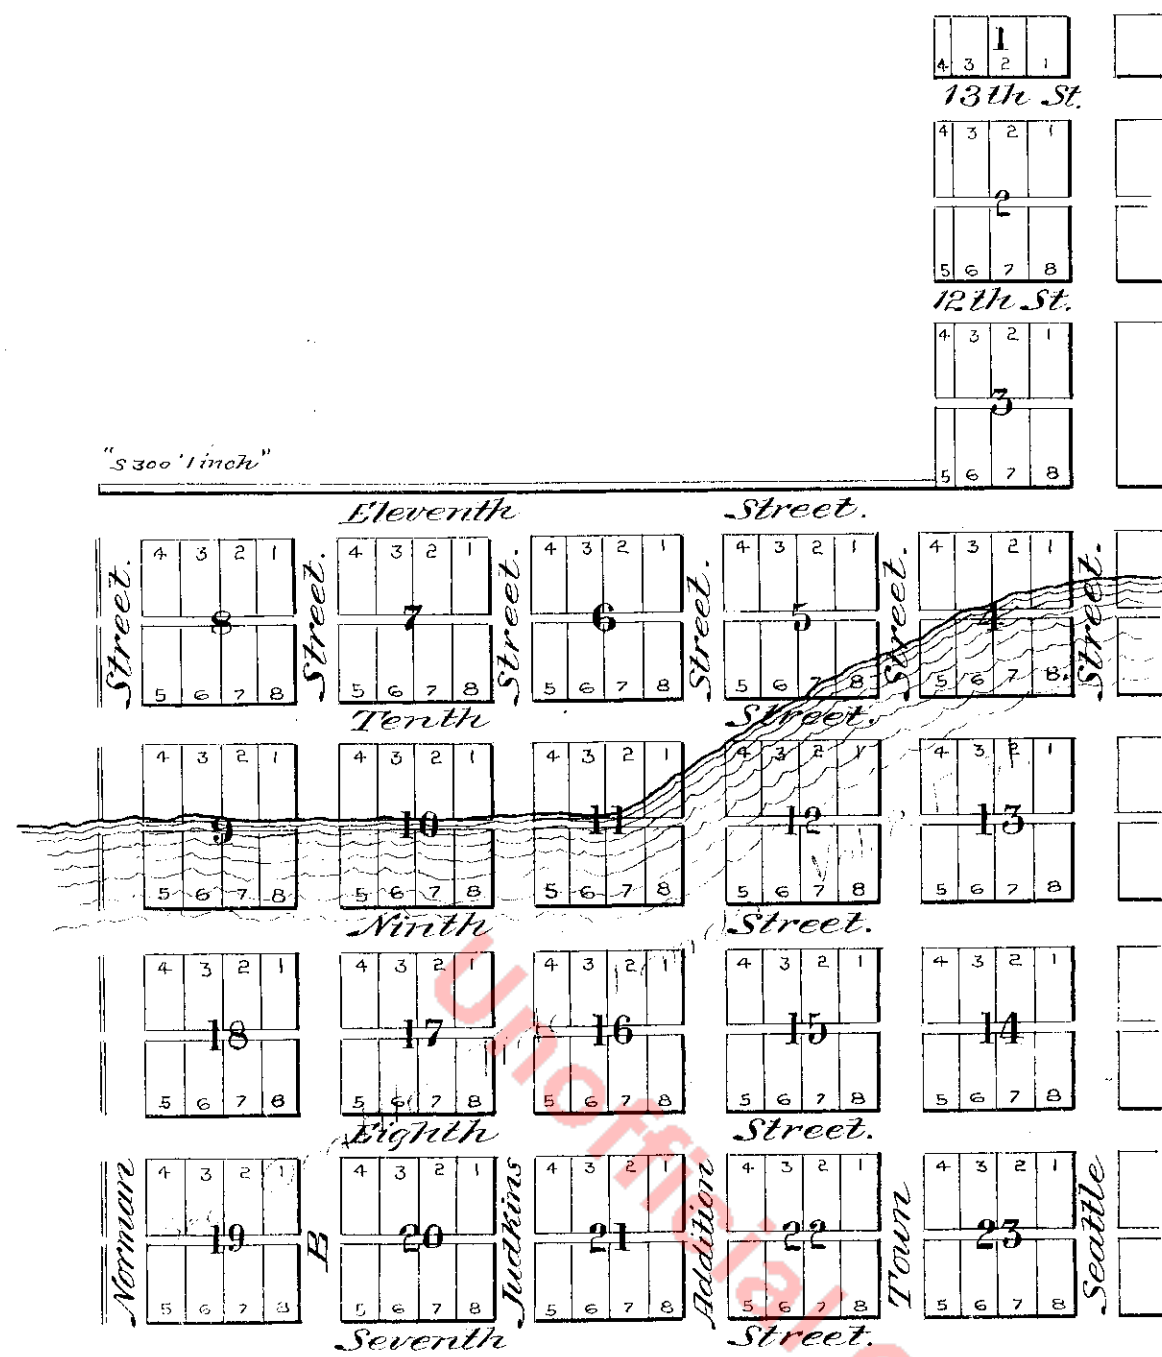 1
4 3 2 1
13th St.
4 3 2 1
2
5 6 7 8
12th St.
4 3 2 1
3
5 6 7 8
"S 300 ' 1 inch"
Eleventh Street.
4 3 2 1 4 3 2 1 4 3 2 1 4 3 2 1 4 3 2 1
Street. 8 Street. 7 Street. 6 Street. 5 Street. 4 Street.
5 6 7 8 5 6 7 8 5 6 7 8 5 6 7 8 5 6 7 8.
Tenth Street.
4 3 2 1 4 3 2 1 4 3 2 1 4 3 2 1 4 3 2 1
9 10 11 12 13
5 6 7 8 5 6 7 8 5 6 7 8 5 6 7 8 5 6 7 8
Ninth Street.
4 3 2 1 4 3 2 1 4 3 2 1 4 3 2 1 4 3 2 1
18 17 16 15 14
5 6 7 8 5 6 7 8 5 6 7 8 5 6 7 8 5 6 7 8
Eighth Street.
4 3 2 1 4 3 2 1 4 3 2 1 4 3 2 1 4 3 2 1
Norman 19 B 20 Judkins 21 Addition 22 Town 23 Seattle
5 6 7 8 5 6 7 8 5 6 7 8 5 6 7 8 5 6 7 8
Seventh Street.
Unofficial